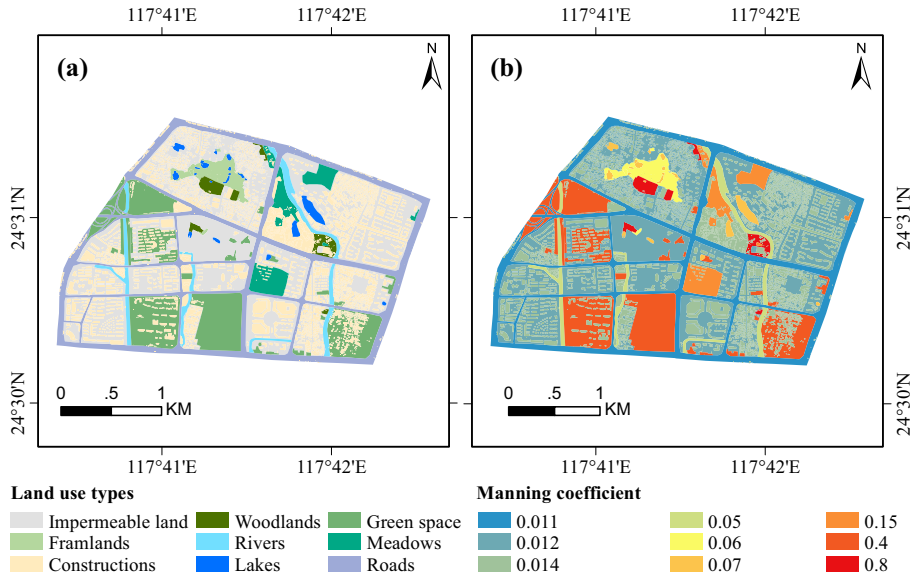 117°41'E 117°42'E 117°41'E 117°42'E
(a) N (b) N
24°31'N 24°31'N
24°30'N 24°30'N
0 .5 1 KM 0 .5 1 KM
117°41'E 117°42'E 117°41'E 117°42'E
Land use types Manning coefficient
Impermeable land Woodlands Green space 0.011 0.05 0.15
Framlands Rivers Meadows 0.012 0.06 0.4
Constructions Lakes Roads 0.014 0.07 0.8